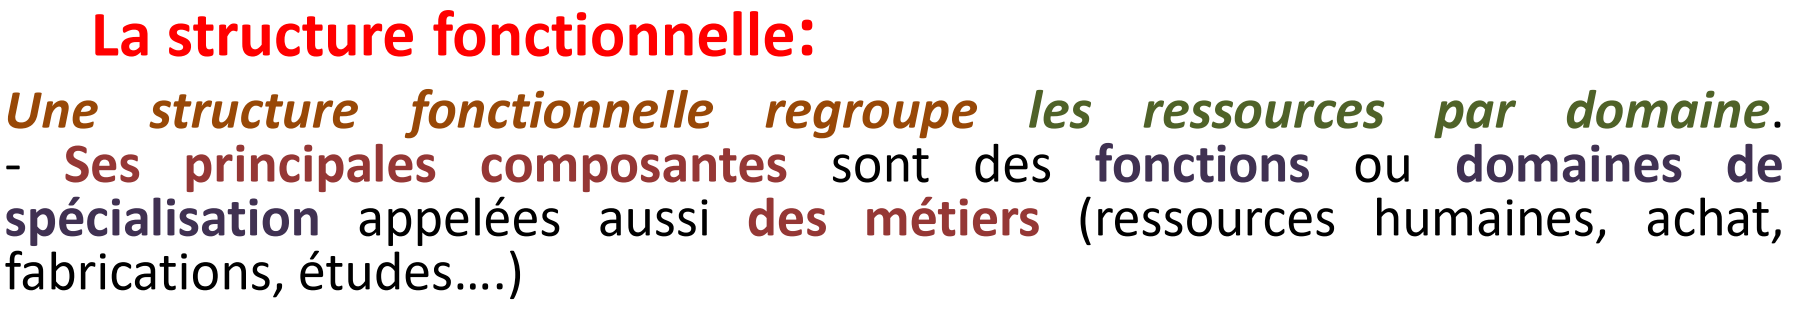 La structure fonctionnelle:
Une structure fonctionnelle regroupe les ressources par domaine.
- Ses principales composantes sont des fonctions ou domaines de
spécialisation appelées aussi des métiers (ressources humaines, achat,
fabrications, études….)